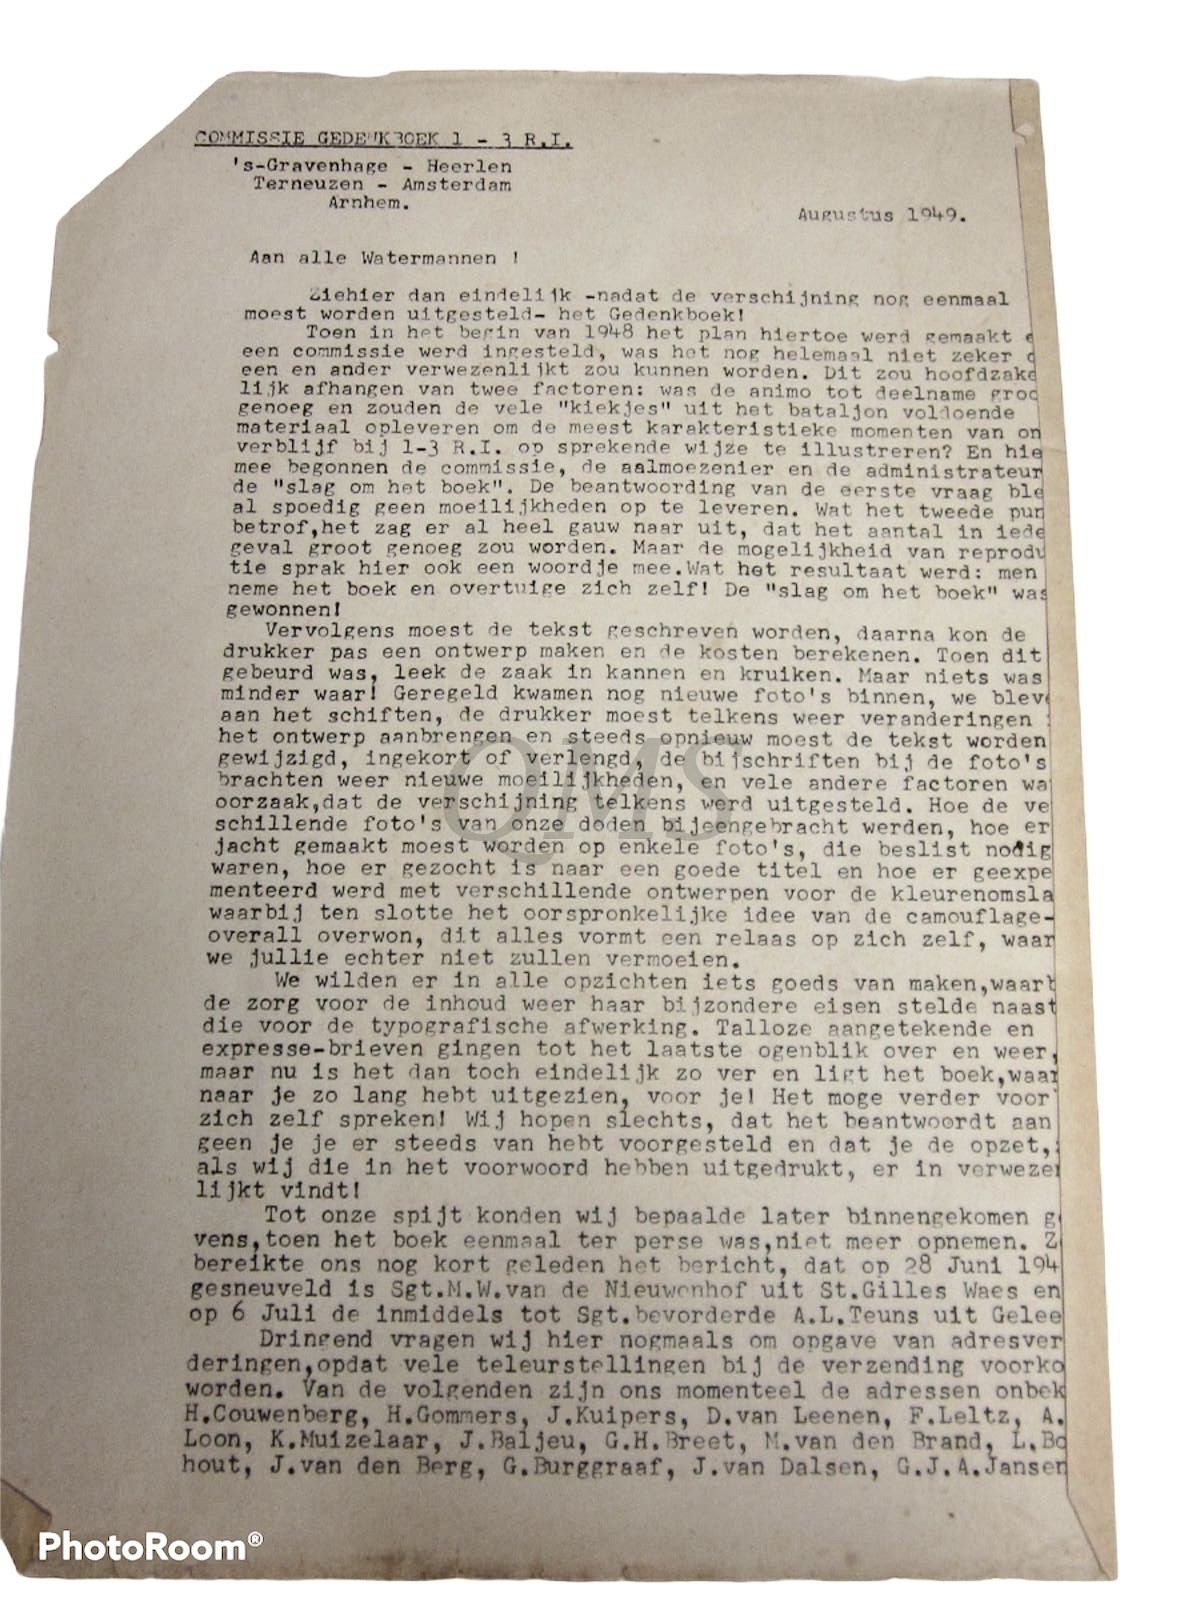 COMMISSIE GEDENKBOEK 1 - 3 R.I.
's-Gravenhage - Heerlen
Terneuzen - Amsterdam
Arnhem.
Augustus 1949.
Aan alle Watermannen !
Ziehier dan eindelijk -nadat de verschijning nog eenmaal
moest worden uitgesteld- het Gedenkboek!
Toen in het begin van 1948 het plan hiertoe werd gemaakt
een commissie werd ingesteld, was het nog helemaal niet zeker
een en ander verwezenlijkt zou kunnen worden. Dit zou hoofdzake
lijk afhangen van twee factoren: was de animo tot deelname groo
genoeg en zouden de vele "kiekjes" uit het bataljon voldoende
materiaal opleveren om de meest karakteristieke momenten van on
verblijf bij 1-3 R.I. op sprekende wijze te illustreren? En hie
mee begonnen de commissie, de aalmoezenier en de administrateur
de "slag om het boek". De beantwoording van de eerste vraag ble
al spoedig geen moeilijkheden op te leveren. Wat het tweede pun
betrof,het zag er al heel gauw naar uit, dat het aantal in iede
geval groot genoeg zou worden. Maar de mogelijkheid van reprodu
tie sprak hier ook een woordje mee.Wat het resultaat werd: men
neme het boek en overtuige zich zelf! De "slag om het boek" was
gewonnen!
Vervolgens moest de tekst geschreven worden, daarna kon de
drukker pas een ontwerp maken en de kosten berekenen. Toen dit
gebeurd was, leek de zaak in kannen en kruiken. Maar niets was
minder waar! Geregeld kwamen nog nieuwe foto's binnen, we blev
aan het schiften, de drukker moest telkens weer veranderingen
het ontwerp aanbrengen en steeds opnieuw moest de tekst worden
gewijzigd, ingekort of verlengd, de bijschriften bij de foto's
brachten weer nieuwe moeilijkheden, en vele andere factoren wa
oorzaak,dat de verschijning telkens werd uitgesteld. Hoe de ve
schillende foto's van onze doden bijeengebracht werden, hoe er
jacht gemaakt moest worden op enkele foto's, die beslist nodig
waren, hoe er gezocht is naar een goede titel en hoe er geexpe
menteerd werd met verschillende ontwerpen voor de kleurenomsla
waarbij ten slotte het oorspronkelijke idee van de camouflage-
overall overwon, dit alles vormt een relaas op zich zelf, waar
we jullie echter niet zullen vermoeien.
We wilden er in alle opzichten iets goeds van maken,waarb
de zorg voor de inhoud weer haar bijzondere eisen stelde naast
die voor de typografische afwerking. Talloze aangetekende en
expresse-brieven gingen tot het laatste ogenblik over en weer,
maar nu is het dan toch eindelijk zo ver en ligt het boek,waar
naar je zo lang hebt uitgezien, voor je! Het moge verder voor
zich zelf spreken! Wij hopen slechts, dat het beantwoordt aan
geen je je er steeds van hebt voorgesteld en dat je de opzet,
als wij die in het voorwoord hebben uitgedrukt, er in verwezen
lijkt vindt!
Tot onze spijt konden wij bepaalde later binnengekomen g
vens,toen het boek eenmaal ter perse was,niet meer opnemen. Z
bereikte ons nog kort geleden het bericht, dat op 28 Juni 194
gesneuveld is Sgt.M.W.van de Nieuwenhof uit St.Gilles Waes en
op 6 Juli de inmiddels tot Sgt.bevorderde A.L.Teuns uit Gelee
Dringend vragen wij hier nogmaals om opgave van adresver
deringen,opdat vele teleurstellingen bij de verzending voorko
worden. Van de volgenden zijn ons momenteel de adressen onbek
H.Couwenberg, H.Gommers, J.Kuipers, D.van Leenen, F.Leltz, A.
Loon, K.Muizelaar, J.Baljeu, G.H.Breet, M.van den Brand, L.Bo
hout, J.van den Berg, G.Burggraaf, J.van Dalsen, G.J.A.Jansen
QMS
PhotoRoom®